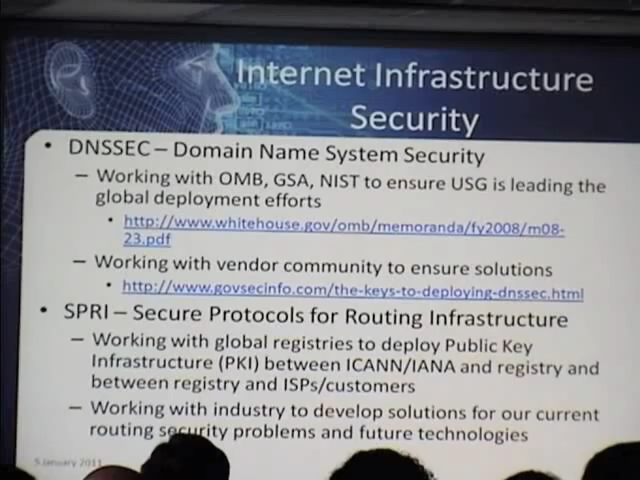 Internet Infrastructure
Security
• DNSSEC – Domain Name System Security
– Working with OMB, GSA, NIST to ensure USG is leading the
global deployment efforts
• http://www.whitehouse.gov/omb/memoranda/fy2008/m08-
23.pdf
– Working with vendor community to ensure solutions
• http://www.govsecinfo.com/the-keys-to-deploying-dnssec.html
• SPRI – Secure Protocols for Routing Infrastructure
– Working with global registries to deploy Public Key
Infrastructure (PKI) between ICANN/IANA and registry and
between registry and ISPs/customers
– Working with industry to develop solutions for our current
routing security problems and future technologies
5 January 2011